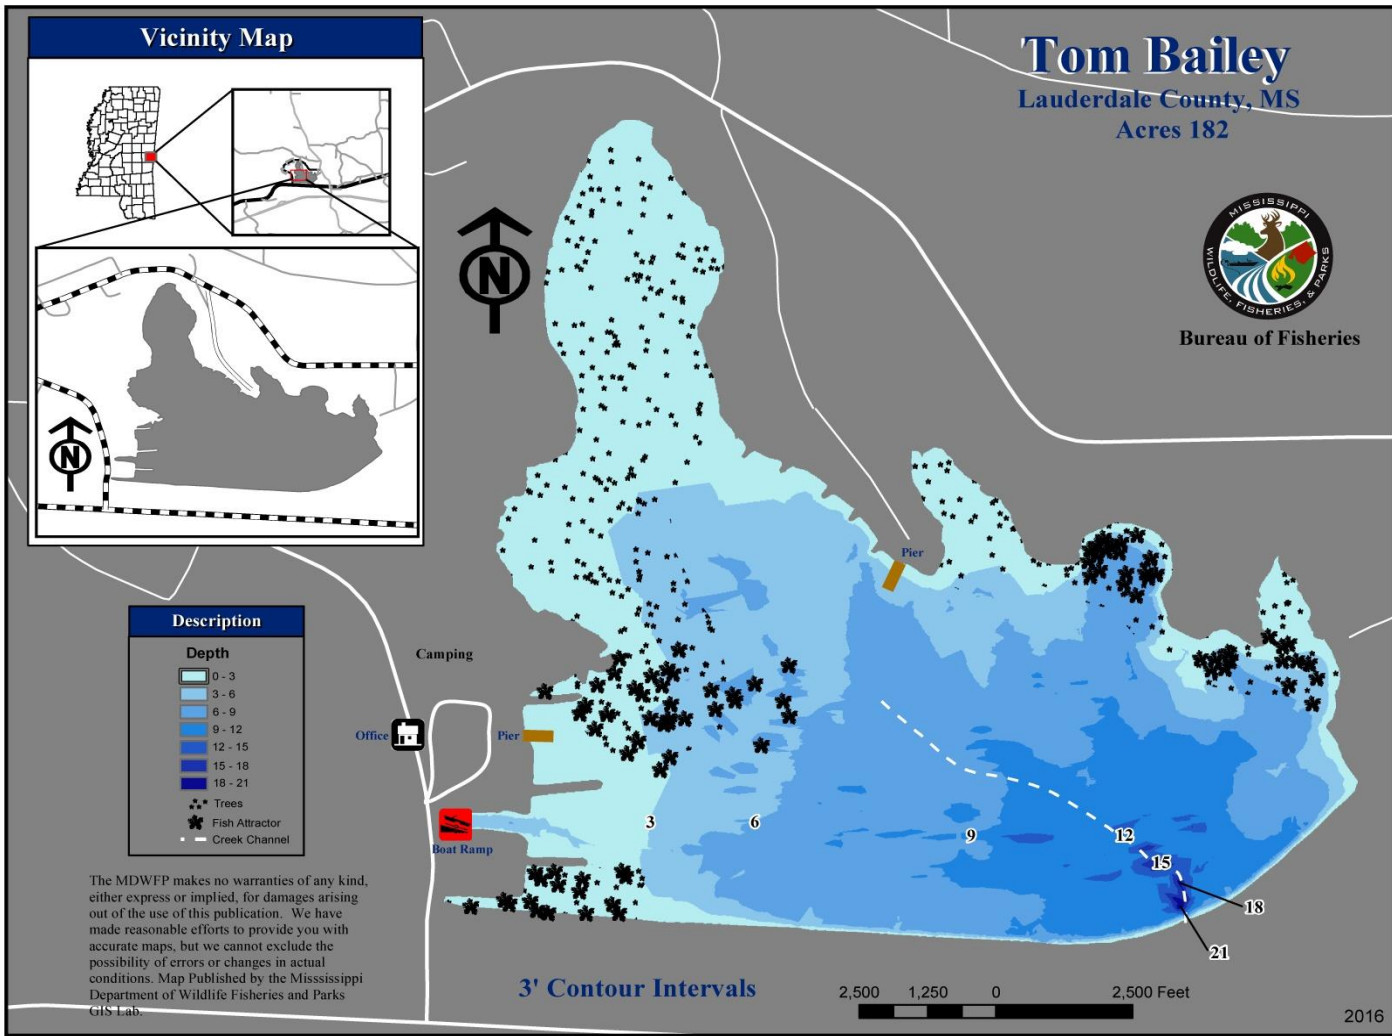 Vicinity Map
N
Tom Bailey
Lauderdale County, MS
Acres 182
N
MISSISSIPPI
WILDLIFE, FISHERIES, & PARKS
Bureau of Fisheries
Pier
Description
Depth
0 - 3
3 - 6
6 - 9
9 - 12
12 - 15
15 - 18
18 - 21
Trees
Fish Attractor
Creek Channel
Camping
Office
Pier
Boat Ramp
3
6
9
12
15
18
21
The MDWFP makes no warranties of any kind,
either express or implied, for damages arising
out of the use of this publication. We have
made reasonable efforts to provide you with
accurate maps, but we cannot exclude the
possibility of errors or changes in actual
conditions. Map Published by the Misssissippi
Department of Wildlife Fisheries and Parks
GIS Lab.
3' Contour Intervals
2,500 1,250 0 2,500 Feet
2016